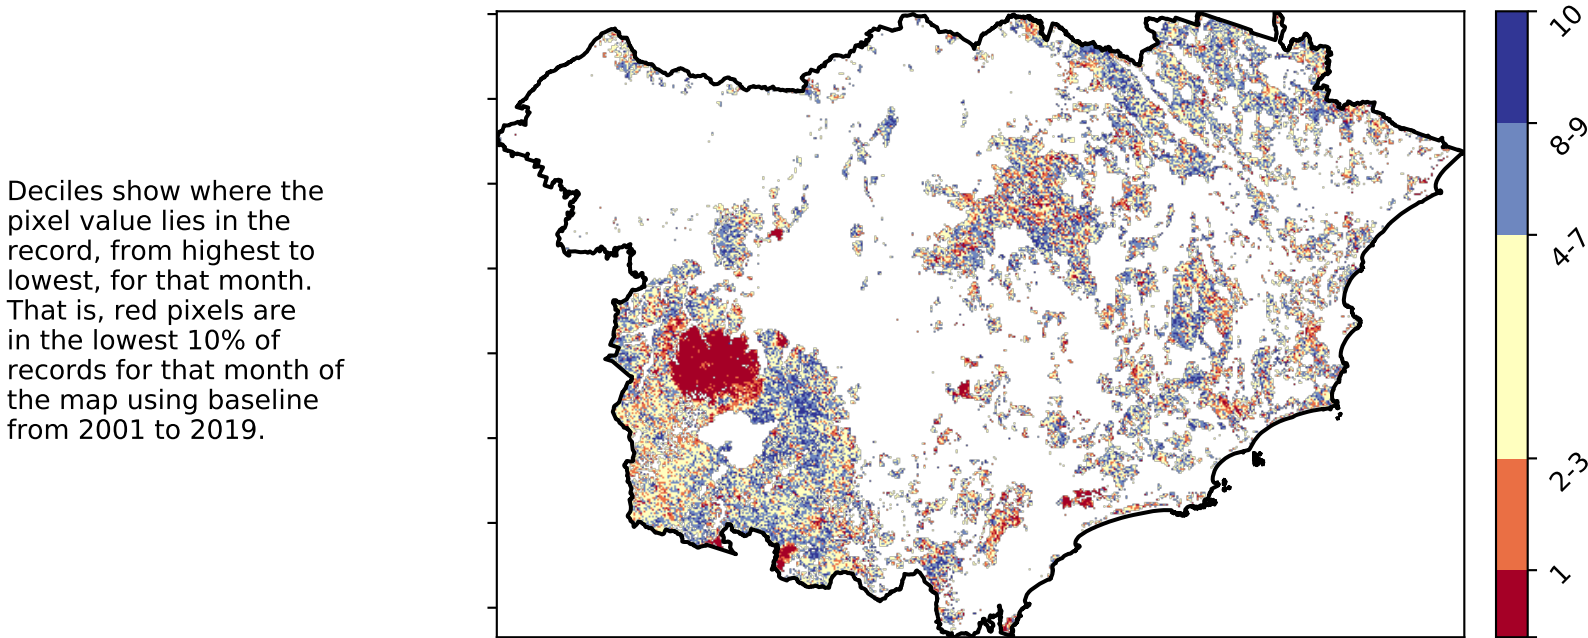 Deciles show where the
pixel value lies in the
record, from highest to
lowest, for that month.
That is, red pixels are
in the lowest 10% of
records for that month of
the map using baseline
from 2001 to 2019.
10
8-9
4-7
2-3
1